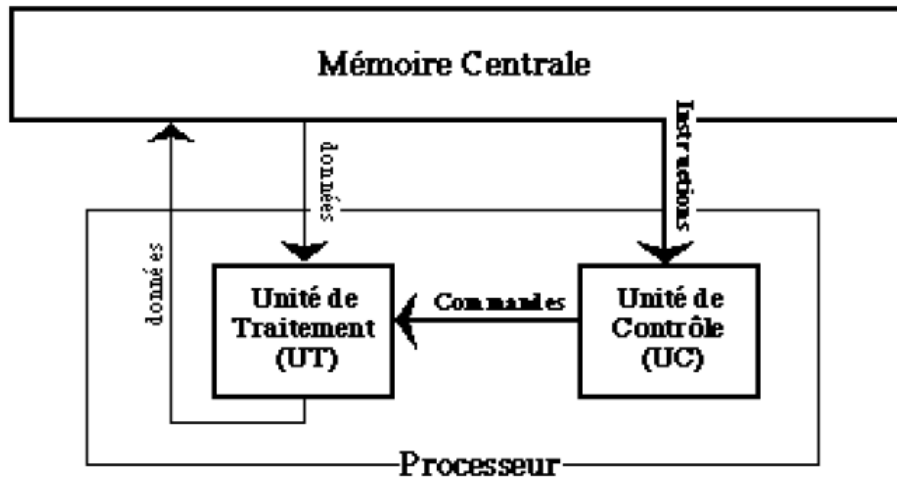 Mémoire Centrale
Instructions
données
données
Unité de
Traitement
(UT)
Commandes
Unité de
Contrôle
(UC)
Processeur